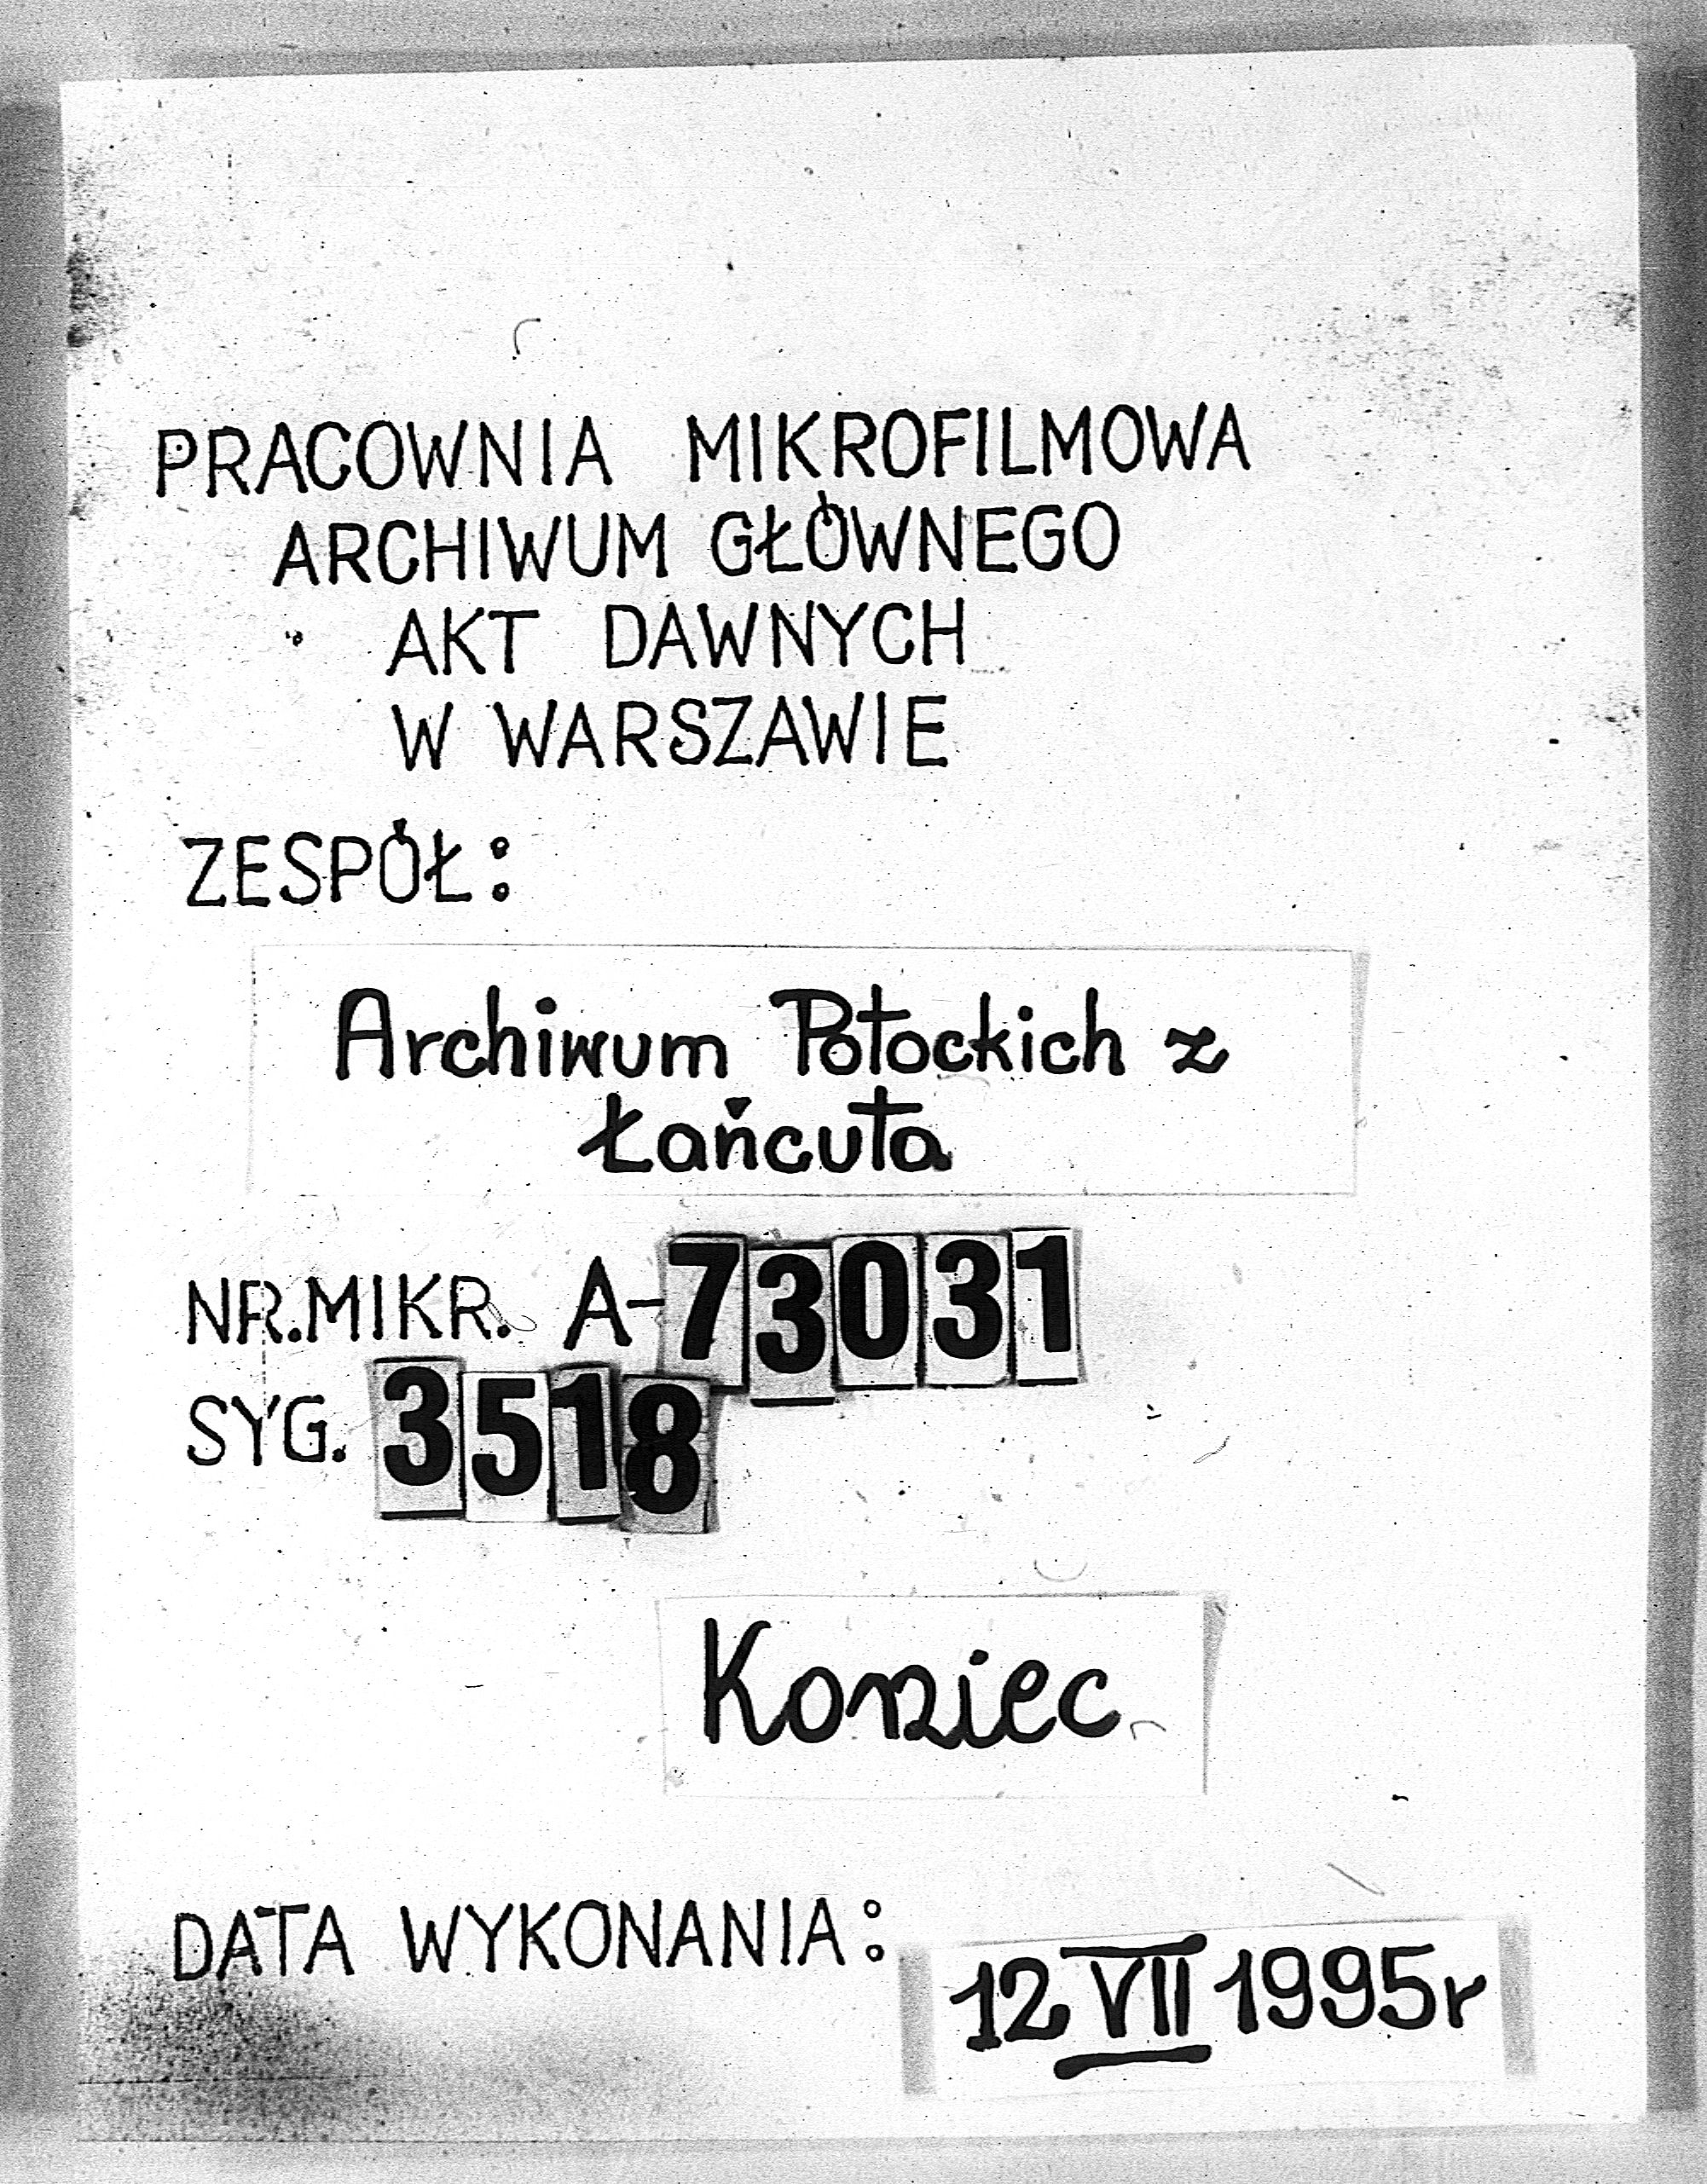 PRACOWNIA MIKROFILMOWA
ARCHIWUM GŁÓWNEGO
AKT DAWNYCH
W WARSZAWIE
ZESPÓŁ:
Archiwum Potockich z
Łańcuta
NR.MIKR. A-73031
SYG. 3518
Koniec
DATA WYKONANIA: 12 VII 1995r